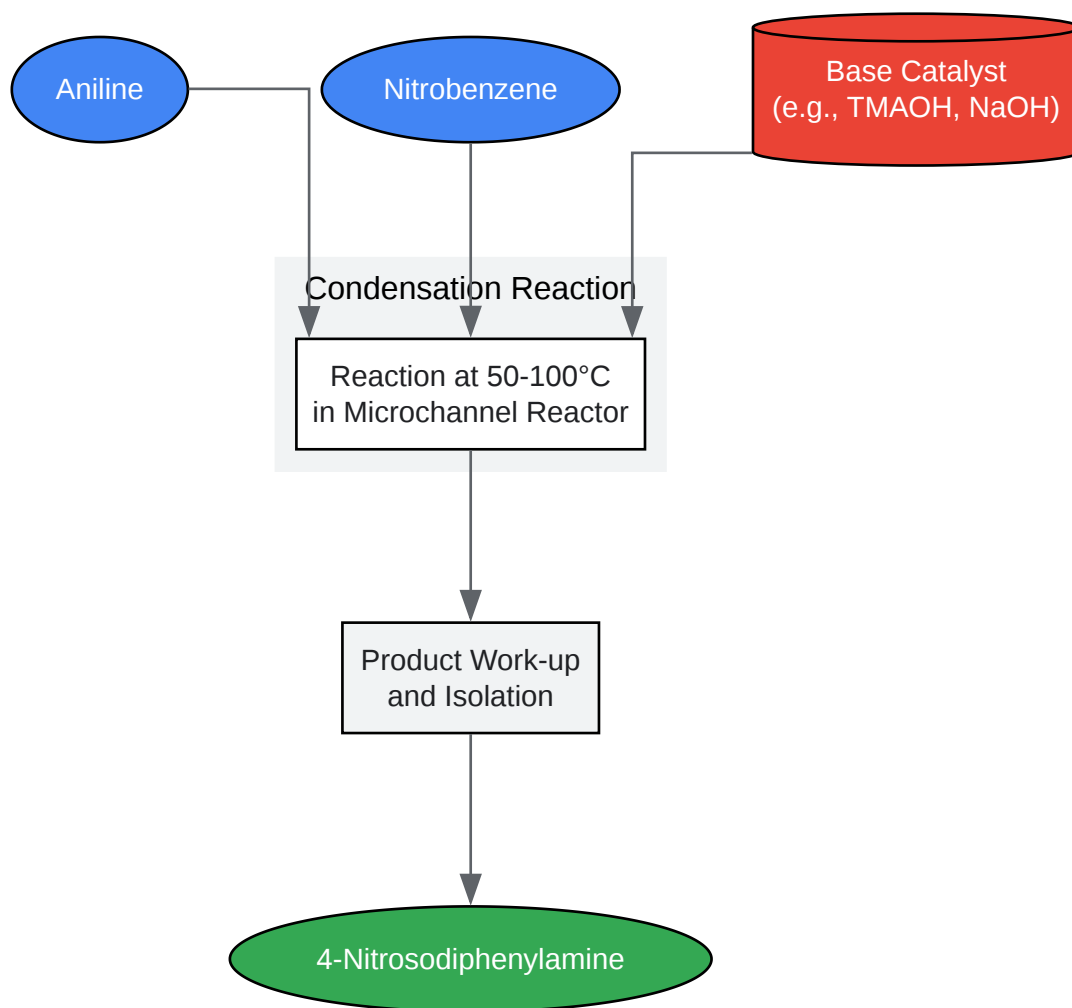 Aniline
Nitrobenzene
Base Catalyst
(e.g., TMAOH, NaOH)
Condensation Reaction
Reaction at 50-100°C
in Microchannel Reactor
Product Work-up
and Isolation
4-Nitrosodiphenylamine